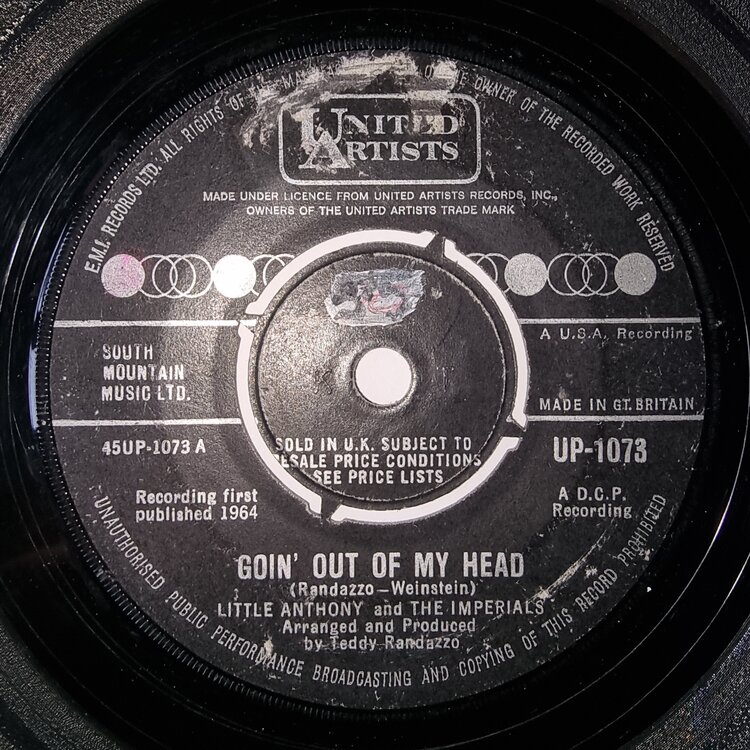 E.M.I. RECORDS LTD. ALL RIGHTS OF THE OWNER OF THE RECORDED WORK RESERVED
UNITED
ARTISTS
MADE UNDER LICENCE FROM UNITED ARTISTS RECORDS, INC.,
OWNERS OF THE UNITED ARTISTS TRADE MARK
SOUTH
MOUNTAIN
MUSIC LTD.
A U.S.A. Recording
MADE IN GT. BRITAIN
45UP-1073 A
SOLD IN U.K. SUBJECT TO
RESALE PRICE CONDITIONS
SEE PRICE LISTS
UP-1073
Recording first
published 1964
A D.C.P.
Recording
GOIN' OUT OF MY HEAD
(Randazzo-Weinstein)
LITTLE ANTHONY and THE IMPERIALS
Arranged and Produced
by Teddy Randazzo
UNAUTHORISED PUBLIC PERFORMANCE BROADCASTING AND COPYING OF THIS RECORD PROHIBITED